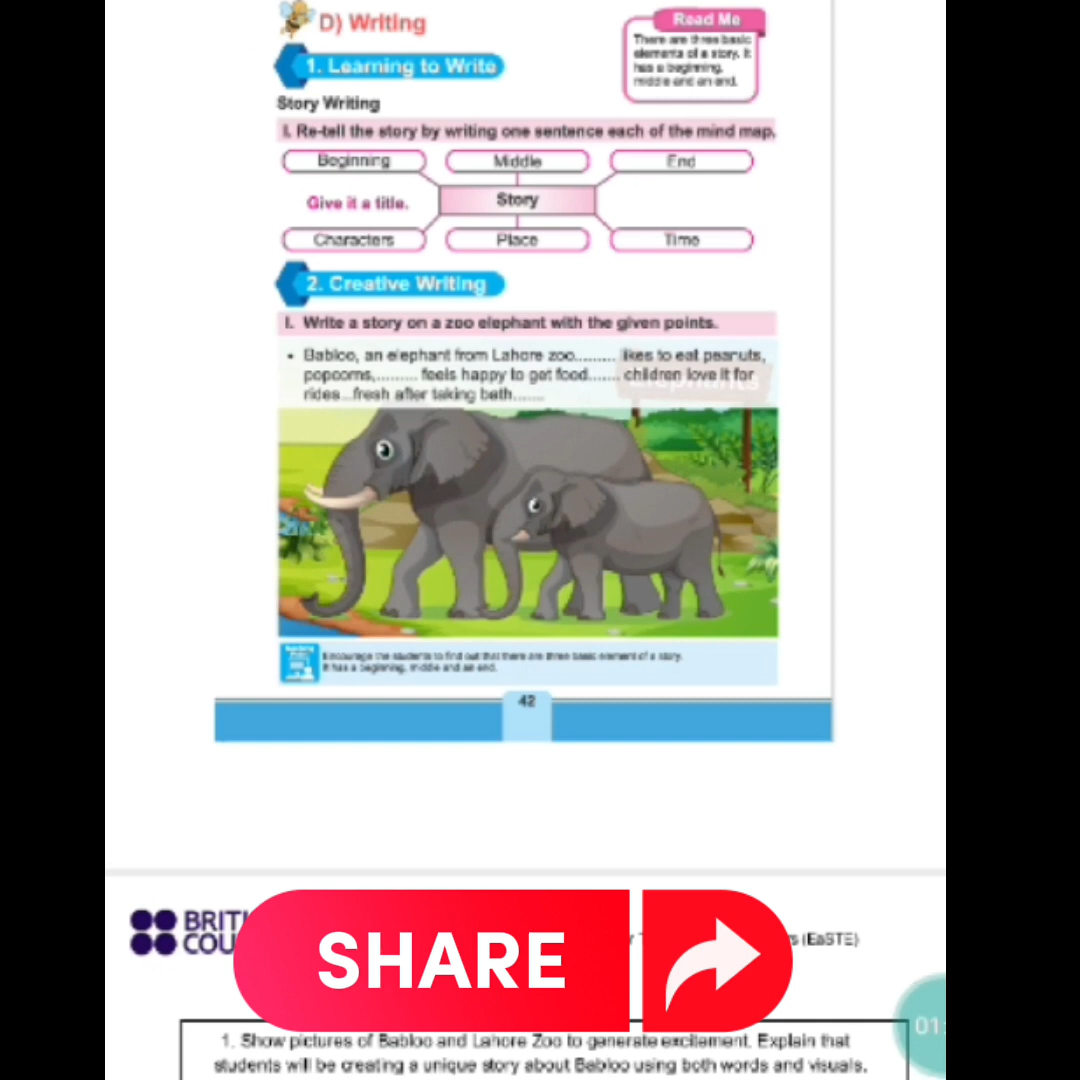 D) Writing
Read Me
There are three basic
elements of a story. It
has a beginning,
middle and an end.
1. Learning to Write
Story Writing
I. Re-tell the story by writing one sentence each of the mind map.
Beginning
Middle
End
Give it a title.
Story
Characters
Place
Time
2. Creative Writing
I. Write a story on a zoo elephant with the given points.
• Babloo, an elephant from Lahore zoo......... likes to eat peanuts,
popcorns,......... feels happy to get food....... children love it for
rides...fresh after taking bath.......
Elephants
Encourage the students to find out that there are three basic element of a story.
It has a beginning, middle and an end.
42
BRITI
COU
s (EaSTE)
SHARE
01:
1. Show pictures of Babloo and Lahore Zoo to generate excitement. Explain that
students will be creating a unique story about Babloo using both words and visuals.